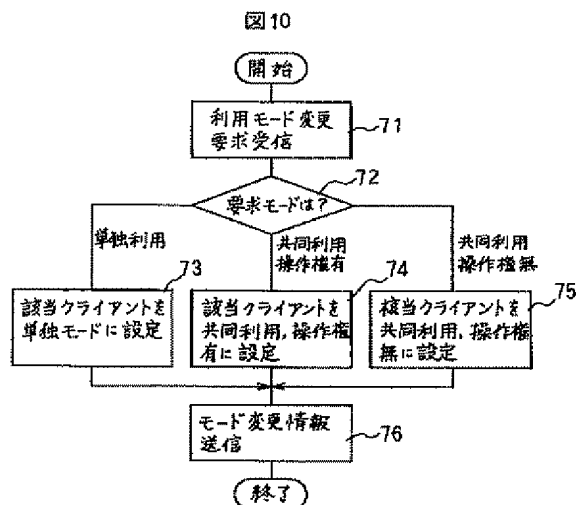 図10
開始
利用モード変更
要求受信
71
72
要求モードは?
単独利用
共同利用
操作権有
共同利用
操作権無
73
該当クライアントを
単独モードに設定
74
該当クライアントを
共同利用,操作権
有に設定
75
該当クライアントを
共同利用,操作権
無に設定
モード変更情報
送信
76
終了